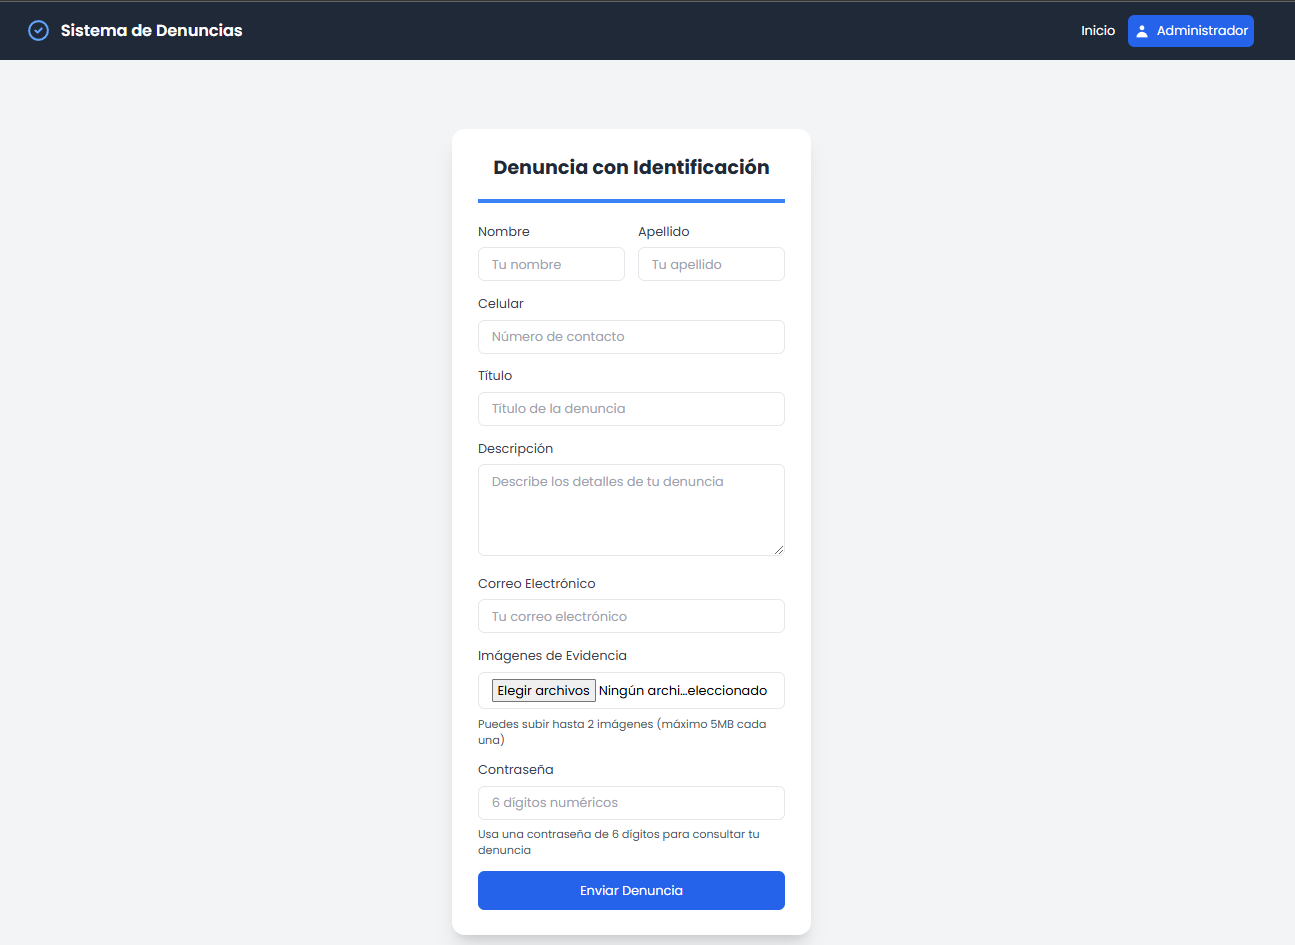 Sistema de Denuncias
Inicio
Administrador
Denuncia con Identificación
Nombre
Apellido
Tu nombre
Tu apellido
Celular
Número de contacto
Título
Título de la denuncia
Descripción
Describe los detalles de tu denuncia
Correo Electrónico
Tu correo electrónico
Imágenes de Evidencia
Elegir archivos Ningún archi...eleccionado
Puedes subir hasta 2 imágenes (máximo 5MB cada
una)
Contraseña
6 dígitos numéricos
Usa una contraseña de 6 dígitos para consultar tu
denuncia
Enviar Denuncia